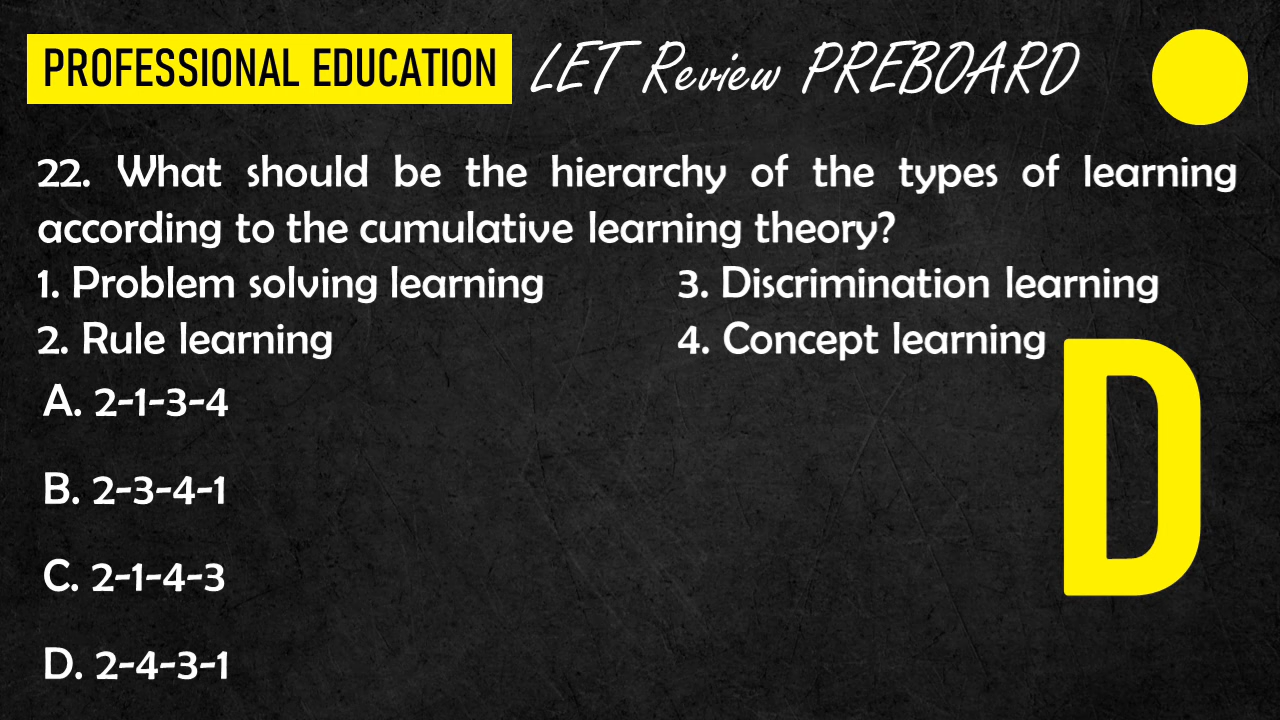 PROFESSIONAL EDUCATION LET Review PREBOARD
22. What should be the hierarchy of the types of learning
according to the cumulative learning theory?
1. Problem solving learning 3. Discrimination learning
2. Rule learning 4. Concept learning
A. 2-1-3-4
B. 2-3-4-1
C. 2-1-4-3
D. 2-4-3-1
D